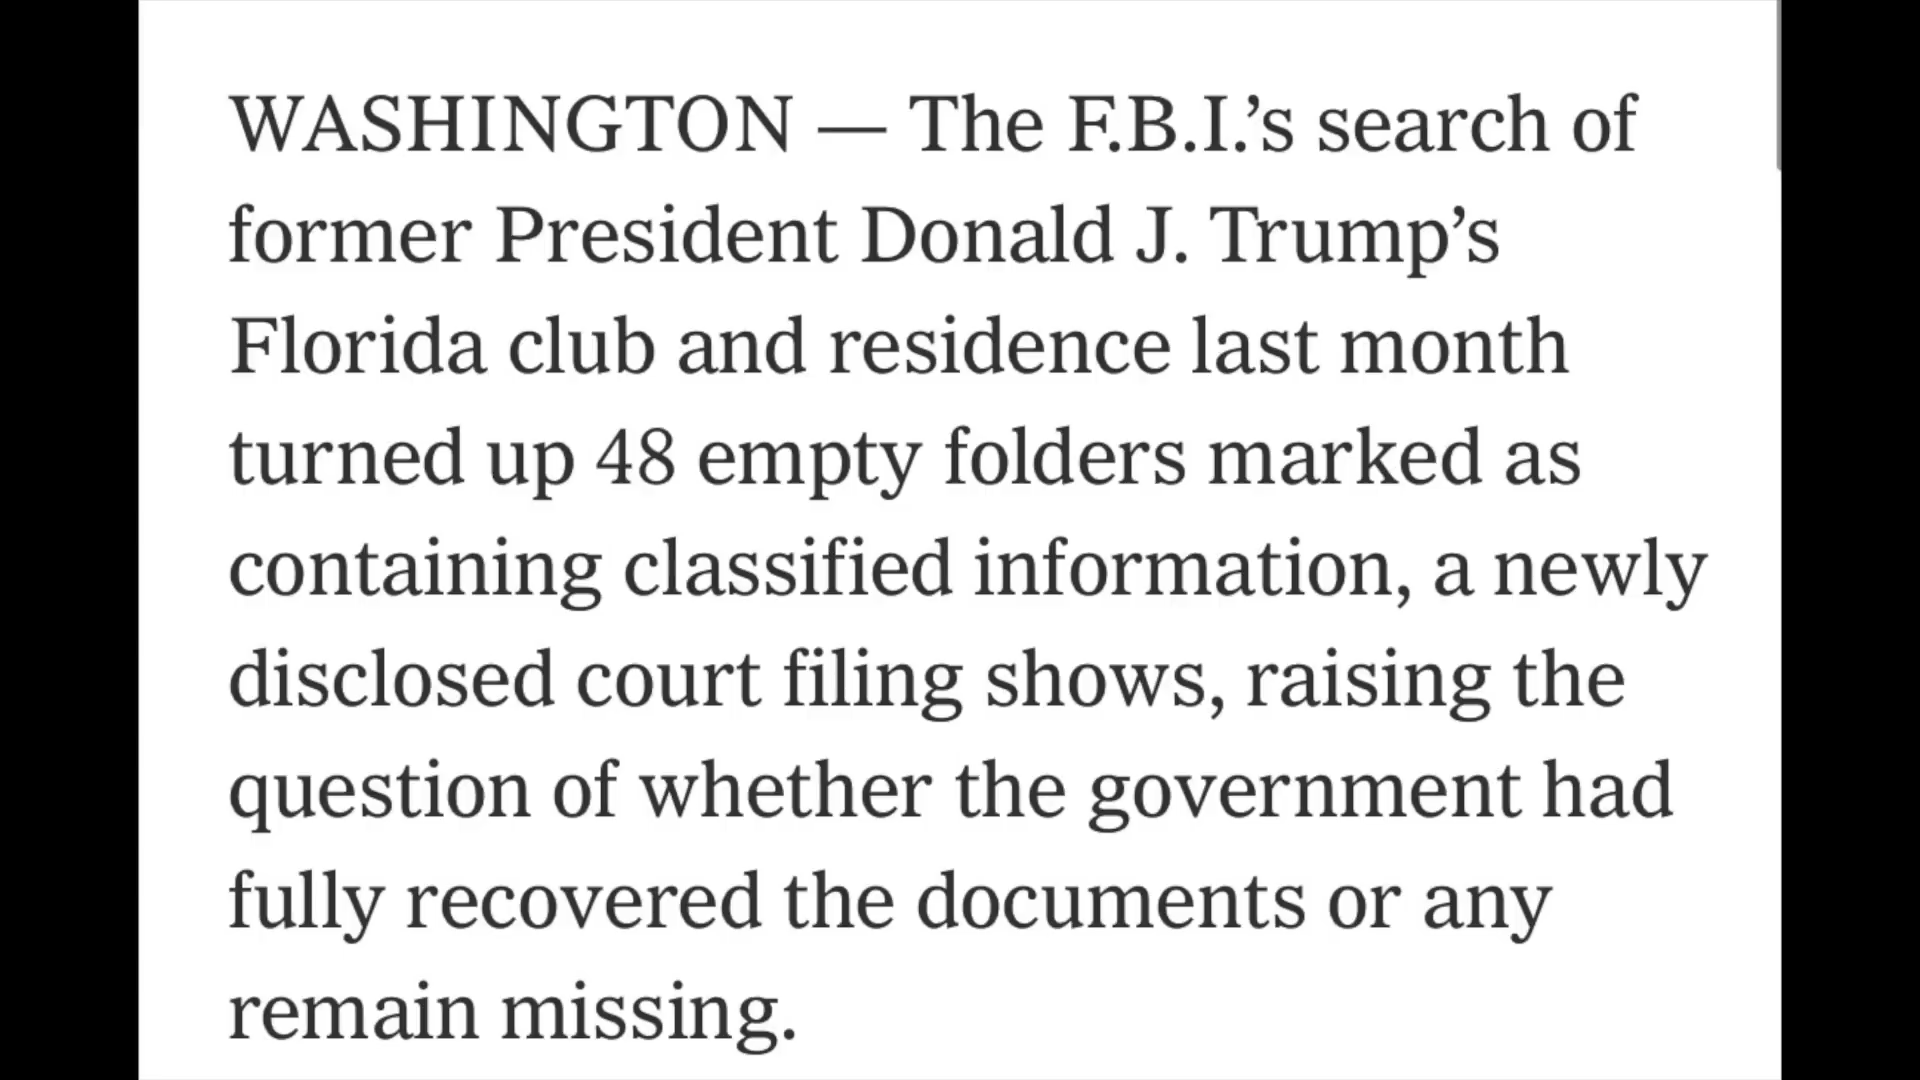 WASHINGTON — The F.B.I.’s search of
former President Donald J. Trump’s
Florida club and residence last month
turned up 48 empty folders marked as
containing classified information, a newly
disclosed court filing shows, raising the
question of whether the government had
fully recovered the documents or any
remain missing.